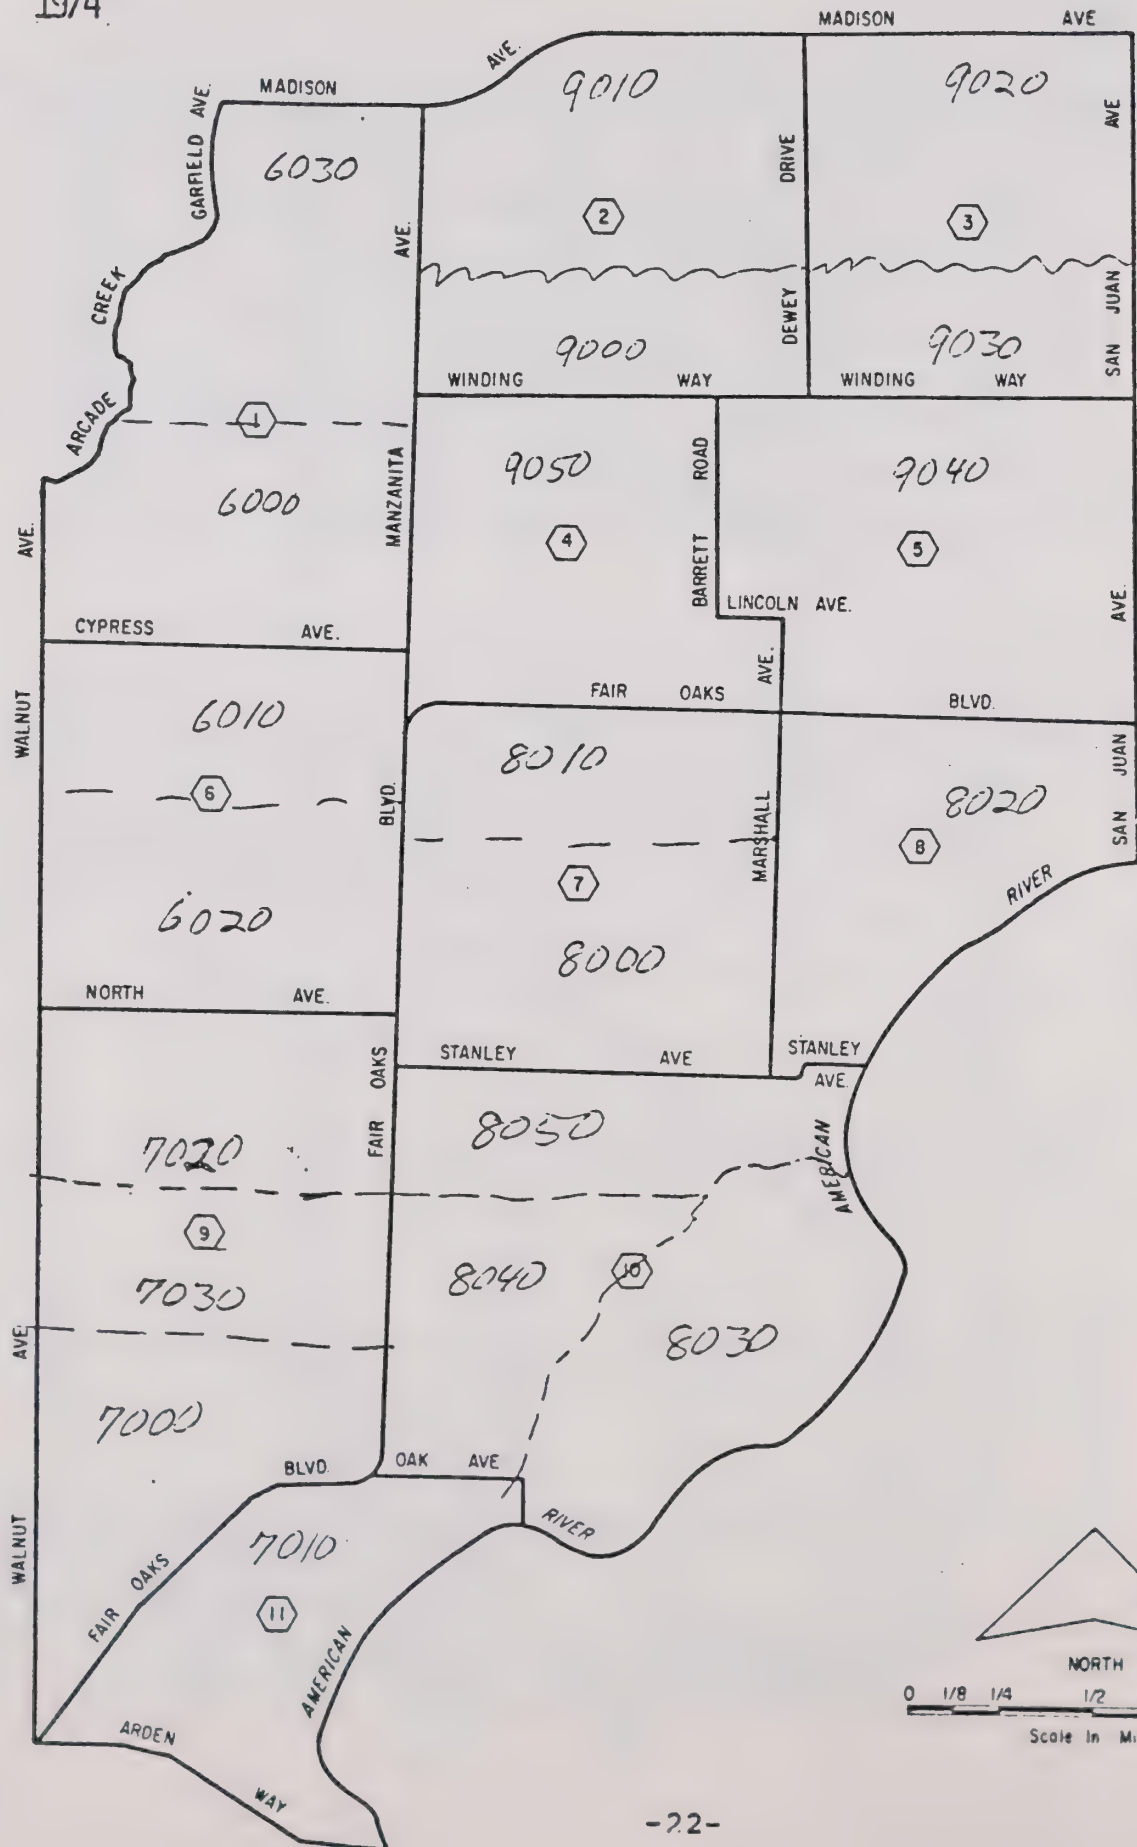 1974
MADISON AVE
AVE.
MADISON
GARFIELD AVE.
9010
9020
6030
DRIVE
AVE
AVE.
2
3
CREEK
DEWEY
SAN JUAN
9000
9030
WINDING WAY
WINDING WAY
ARCADE
1
MANZANITA
9050
BARRETT ROAD
9040
6000
4
5
AVE.
LINCOLN AVE.
AVE.
CYPRESS AVE.
AVE.
FAIR OAKS
BLVD.
WALNUT
6010
8010
SAN JUAN
6
BLVD.
MARSHALL
8020
8
7
RIVER
6020
8000
NORTH AVE.
STANLEY AVE
STANLEY
AVE.
FAIR OAKS
8050
7020
AMERICAN
9
8040
10
7030
8030
AVE
7000
BLVD.
OAK AVE
RIVER
WALNUT
7010
FAIR OAKS
11
AMERICAN
NORTH
0 1/8 1/4 1/2
Scale In
ARDEN
WAY
-22-